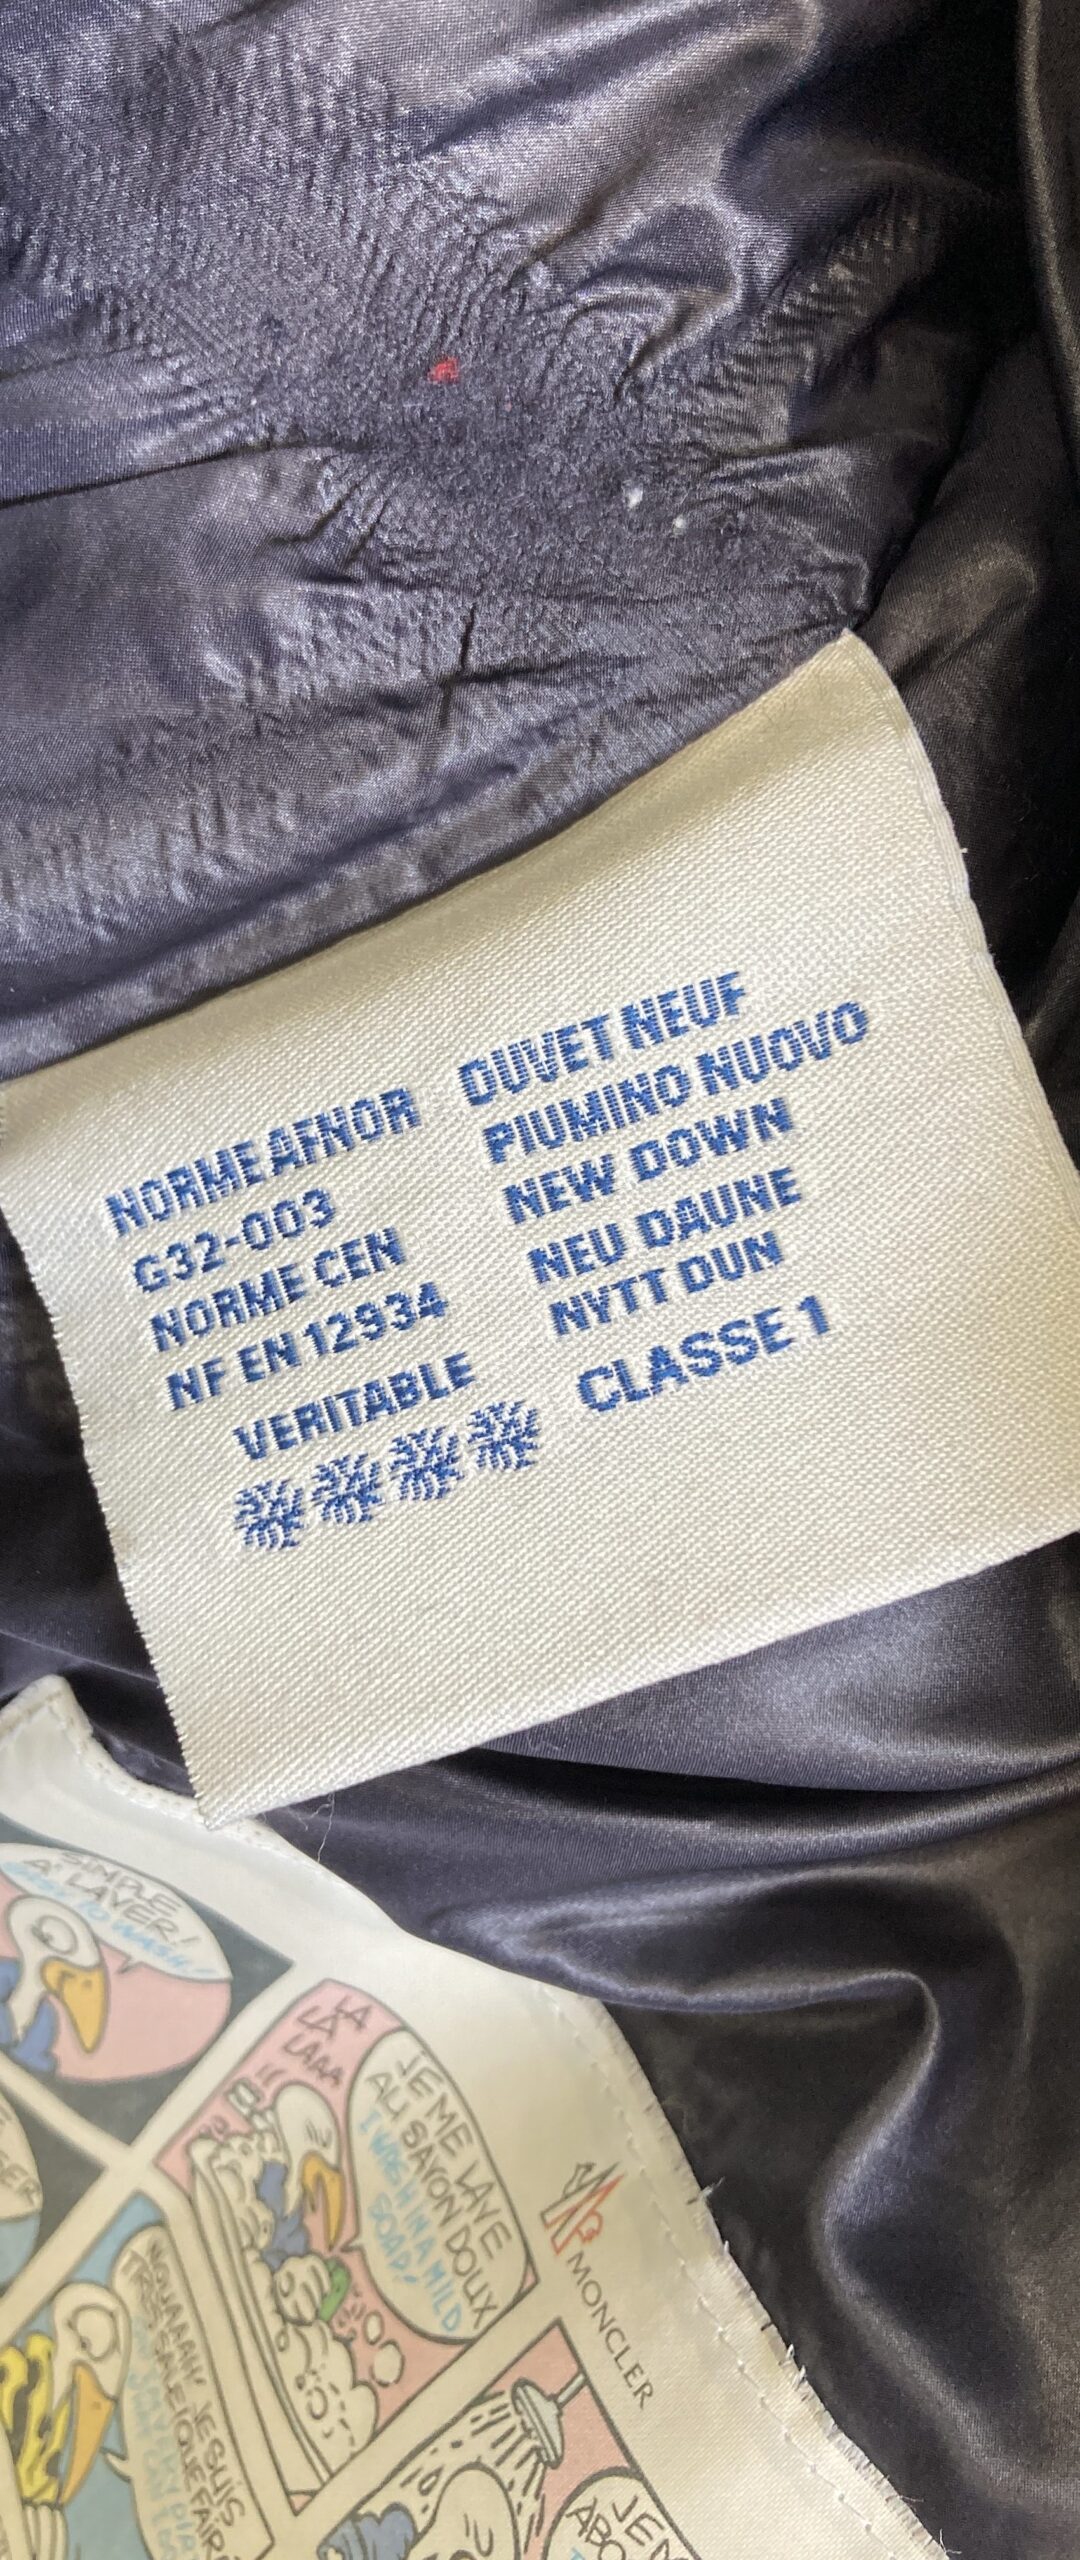 NORME AFNOR
G32-003
NORME CEN
NF EN 12934
VERITABLE
DUVET NEUF
PIUMINO NUOVO
NEW DOWN
NEU DAUNE
NYTT DUN
CLASSE 1
SIMPLE
A LAVER!
EASY TO WASH!
LA
LA
LAAA
JE ME LAVE
AU SAVON DOUX
I WASH IN A MILD
SOAP!
MONCLER
JE SUIS